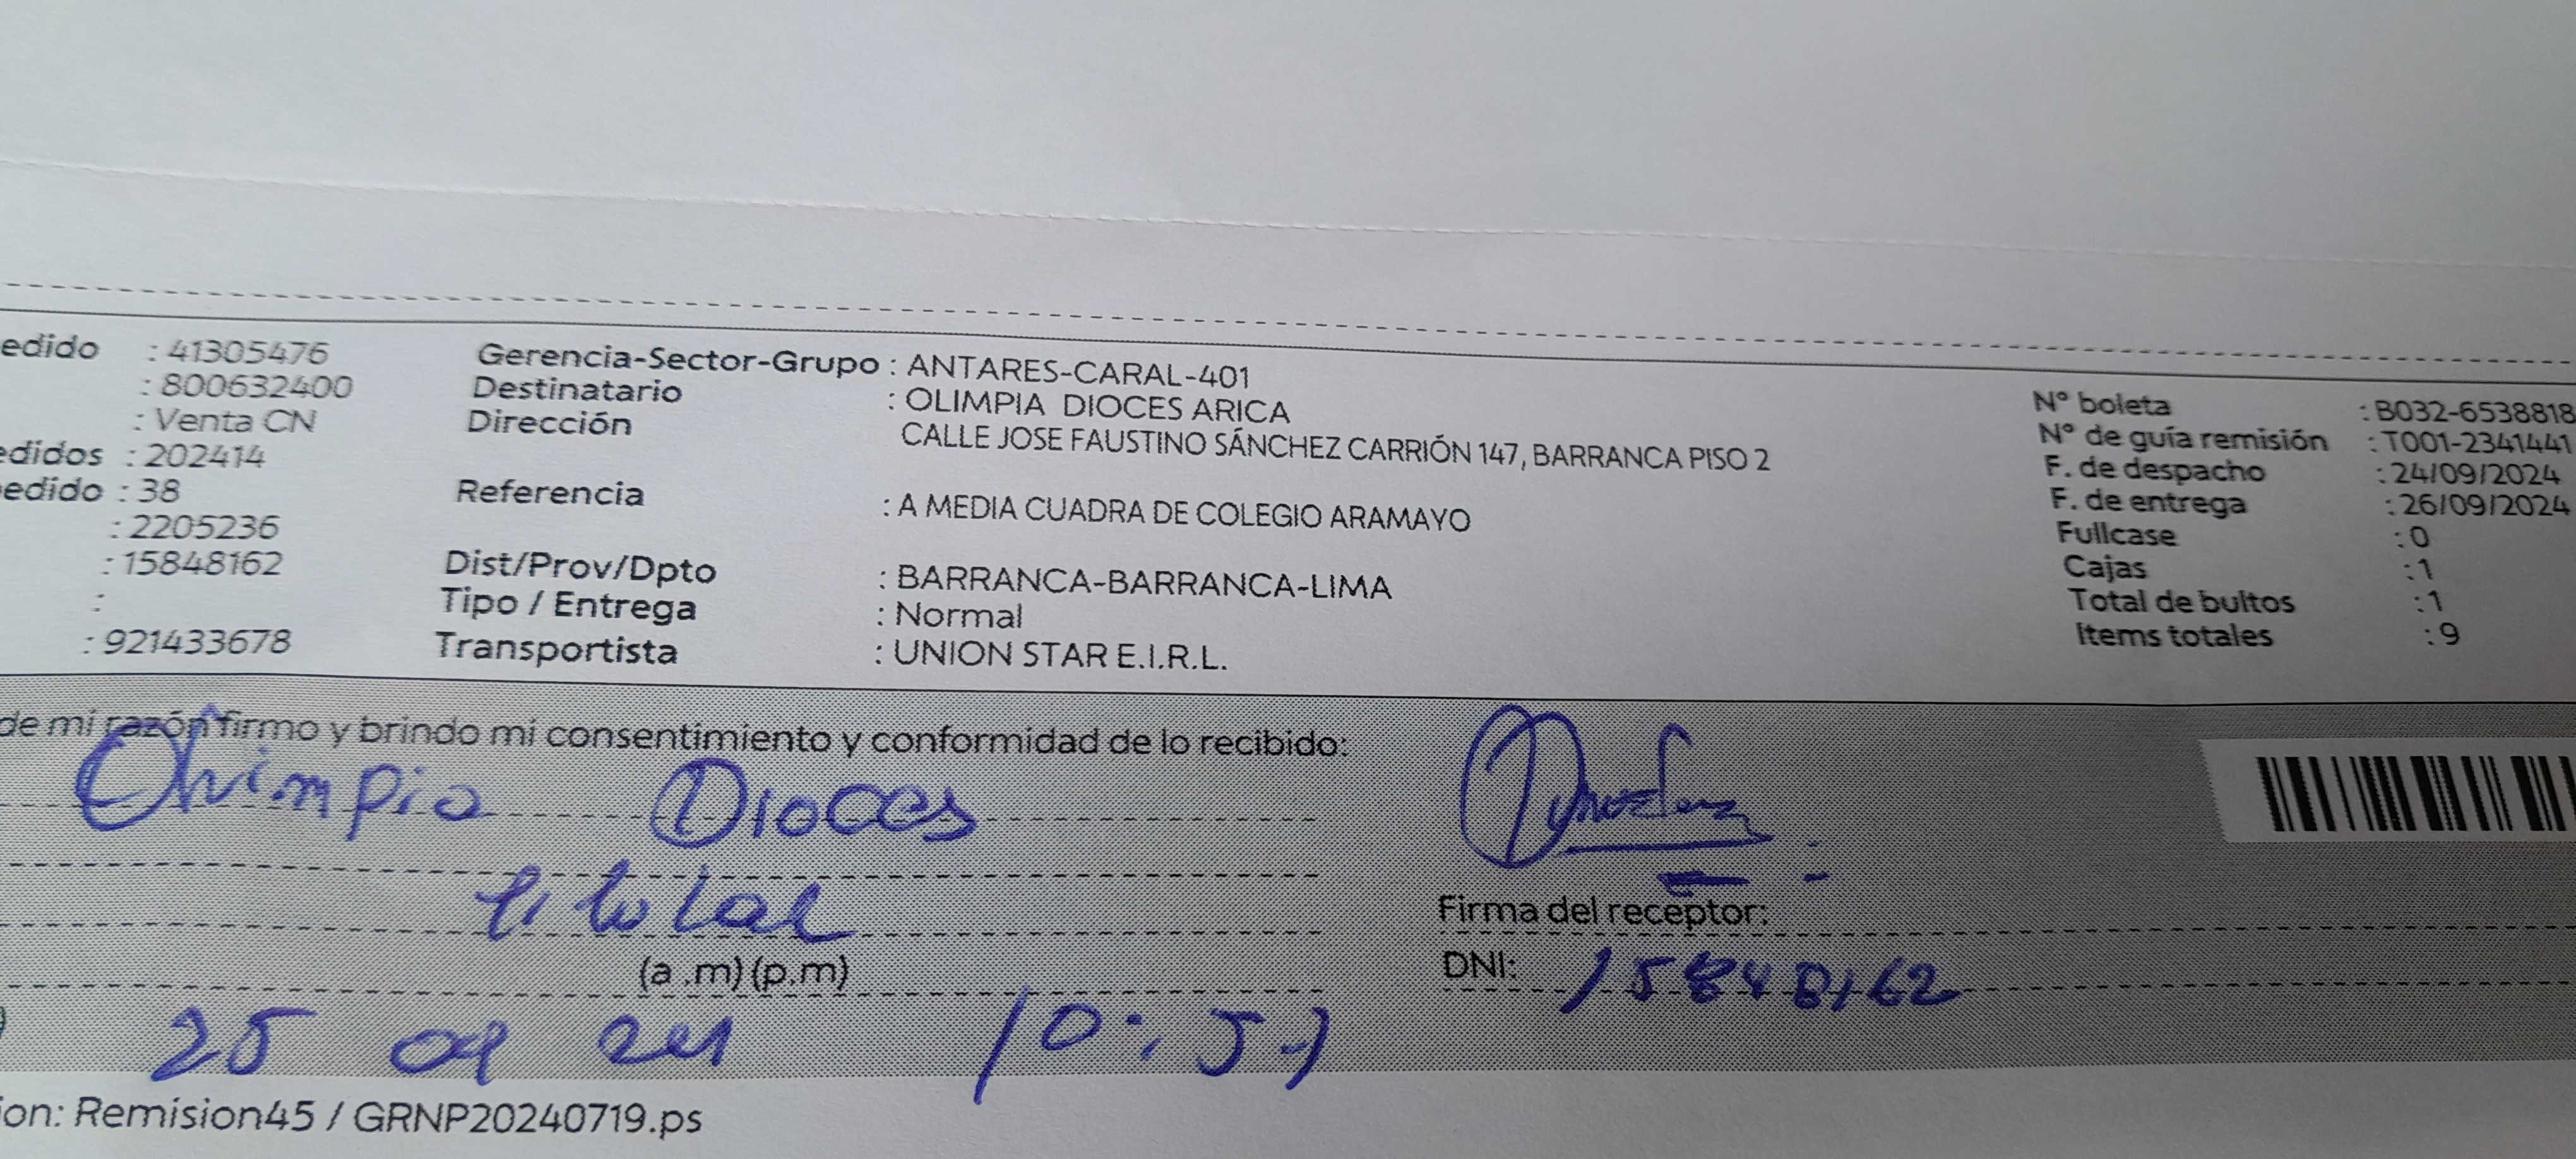 edido : 41305476
: 800632400
: Venta CN
edidos : 202414
edido : 38
: 2205236
: 15848162
:
: 921433678
Gerencia-Sector-Grupo : ANTARES-CARAL-401
Destinatario : OLIMPIA DIOCES ARICA
Dirección CALLE JOSE FAUSTINO SÁNCHEZ CARRIÓN 147, BARRANCA PISO 2
Referencia : A MEDIA CUADRA DE COLEGIO ARAMAYO
Dist/Prov/Dpto : BARRANCA-BARRANCA-LIMA
Tipo / Entrega : Normal
Transportista : UNION STAR E.I.R.L.
N° boleta : B032-6538818
N° de guía remisión : T001-2341441
F. de despacho : 24/09/2024
F. de entrega : 26/09/2024
Fullcase : 0
Cajas : 1
Total de bultos : 1
Items totales : 9
de mi razón firmo y brindo mi consentimiento y conformidad de lo recibido:
Olimpia Dioces
titular
(a .m) (p.m)
25 09 24
Firma del receptor:
DNI: 15848162
ion: Remision45 / GRNP20240719.ps